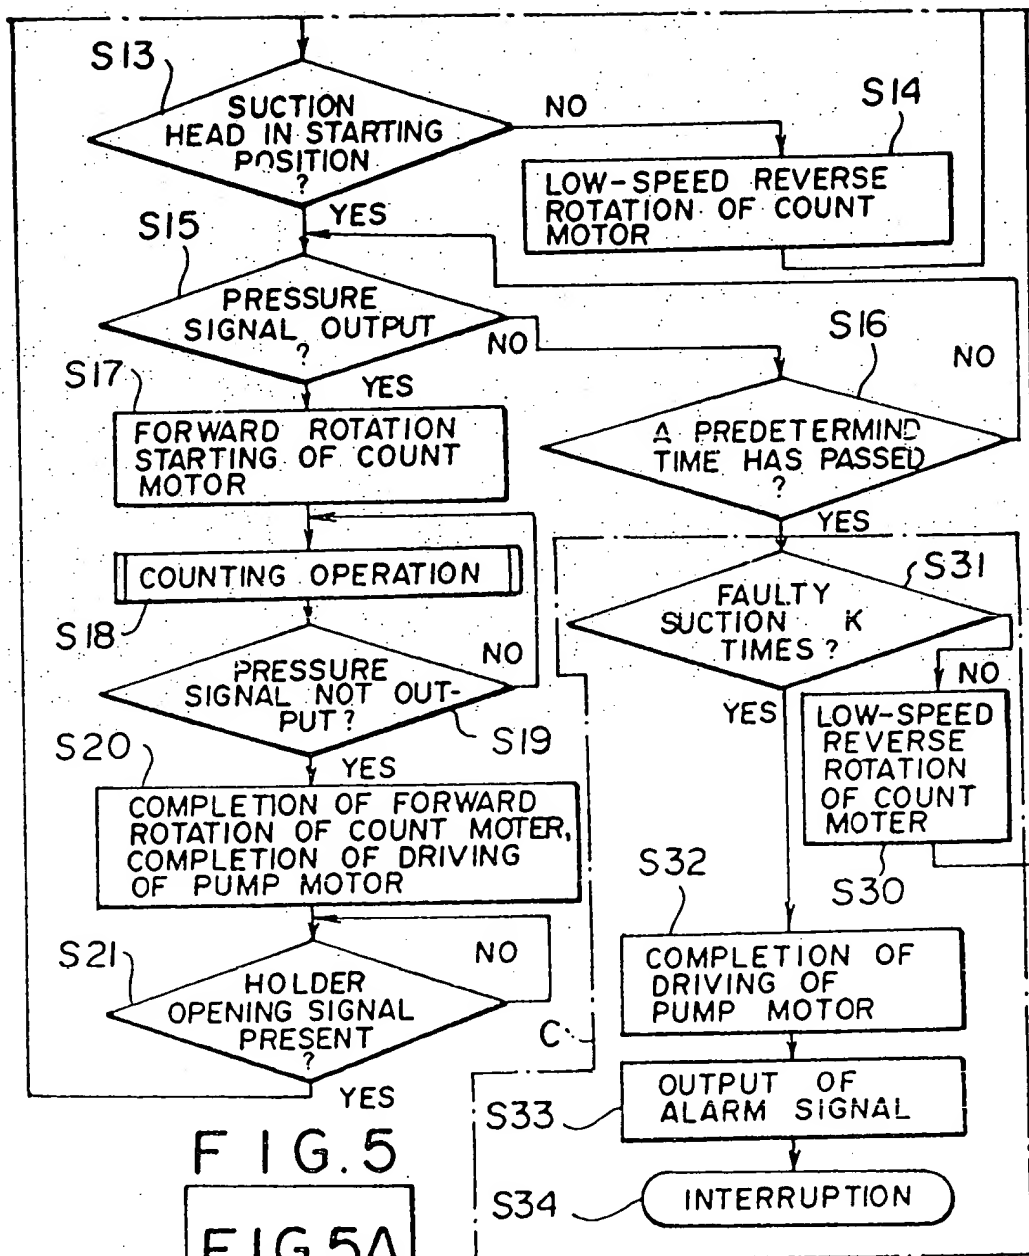 S13
SUCTION
HEAD IN STARTING
POSITION
?
NO
YES
S14
LOW-SPEED REVERSE
ROTATION OF COUNT
MOTOR
S15
PRESSURE
SIGNAL OUTPUT
?
NO
YES
S16
NO
A PREDETERMIND
TIME HAS PASSED
?
YES
S17
FORWARD ROTATION
STARTING OF COUNT
MOTOR
COUNTING OPERATION
S18
PRESSURE
SIGNAL NOT OUT-
PUT?
NO
S19
YES
S31
FAULTY
SUCTION K
TIMES?
NO
YES
LOW-SPEED
REVERSE
ROTATION
OF COUNT
MOTER
S30
S20
COMPLETION OF FORWARD
ROTATION OF COUNT MOTER,
COMPLETION OF DRIVING
OF PUMP MOTOR
S21
HOLDER
OPENING SIGNAL
PRESENT
?
NO
YES
S32
COMPLETION OF
DRIVING OF
PUMP MOTOR
C
S33
OUTPUT OF
ALARM SIGNAL
S34
INTERRUPTION
FIG.5
FIG.5A